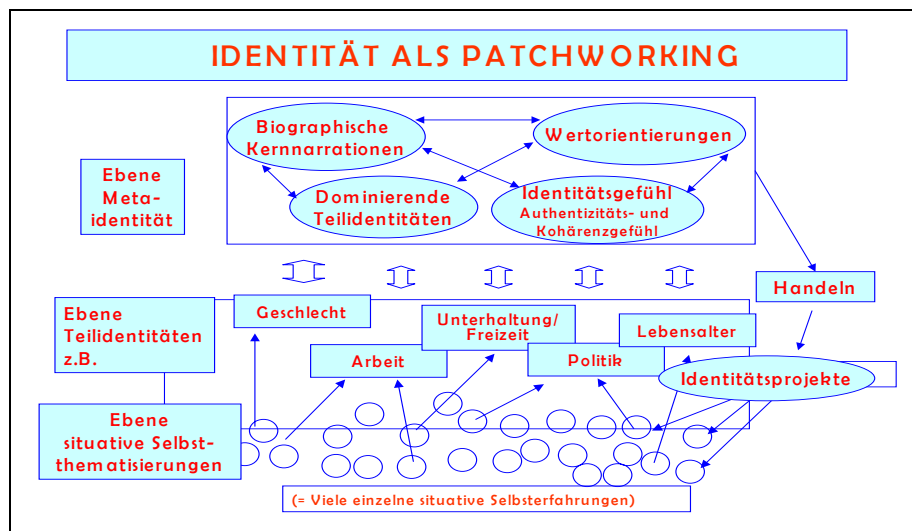 IDENTITÄT ALS PATCHWORKING
Biographische
Kernnarrationen
Wertorientierungen
Ebene
Meta-
identität
Dominierende
Teilidentitäten
Identitätsgefühl
Authentizitäts- und
Kohärenzgefühl
Handeln
Ebene
Teilidentitäten
z.B.
Geschlecht
Arbeit
Unterhaltung/
Freizeit
Politik
Lebensalter
Identitätsprojekte
Ebene
situative Selbst-
thematisierungen
(= Viele einzelne situative Selbsterfahrungen)